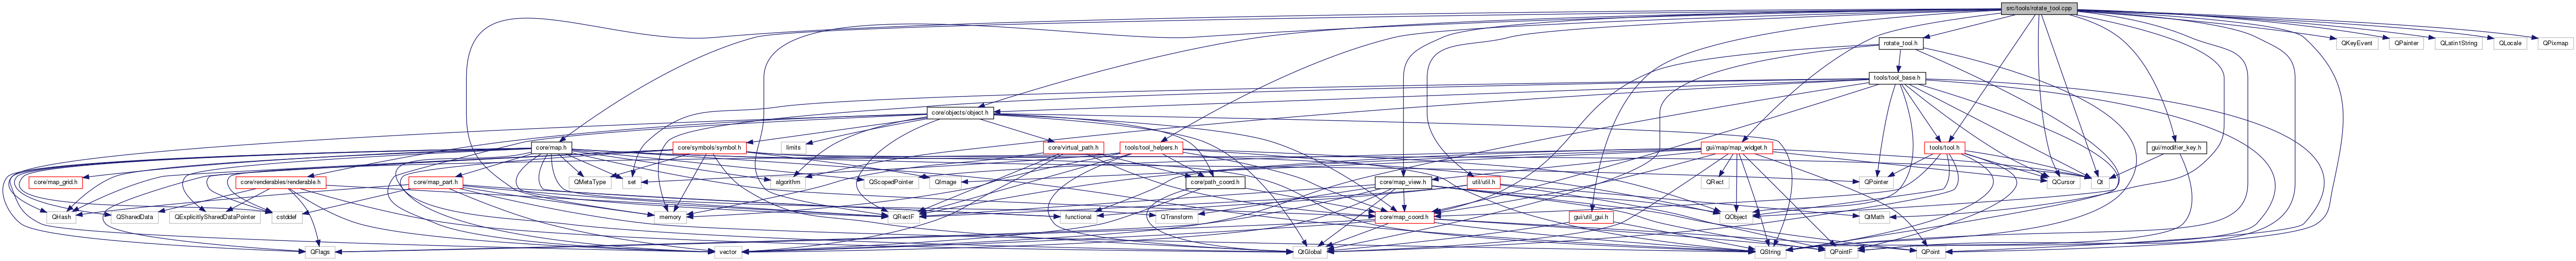 src/tools/rotate_tool.cpp
rotate_tool.h
QKeyEvent
QPainter
QLatin1String
QLocale
QPixmap
tools/tool_base.h
core/objects/object.h
core/map.h
core/symbols/symbol.h
limits
core/virtual_path.h
tools/tool_helpers.h
gui/map/map_widget.h
tools/tool.h
gui/modifier_key.h
core/map_grid.h
core/renderables/renderable.h
core/map_part.h
QMetaType
set
algorithm
QScopedPointer
QImage
core/path_coord.h
core/map_view.h
util/util.h
QRect
QPointer
QCursor
Qt
QHash
QSharedData
QExplicitlySharedDataPointer
cstddef
memory
QRectF
functional
QTransform
core/map_coord.h
gui/util_gui.h
QObject
QtMath
QFlags
vector
QtGlobal
QString
QPointF
QPoint